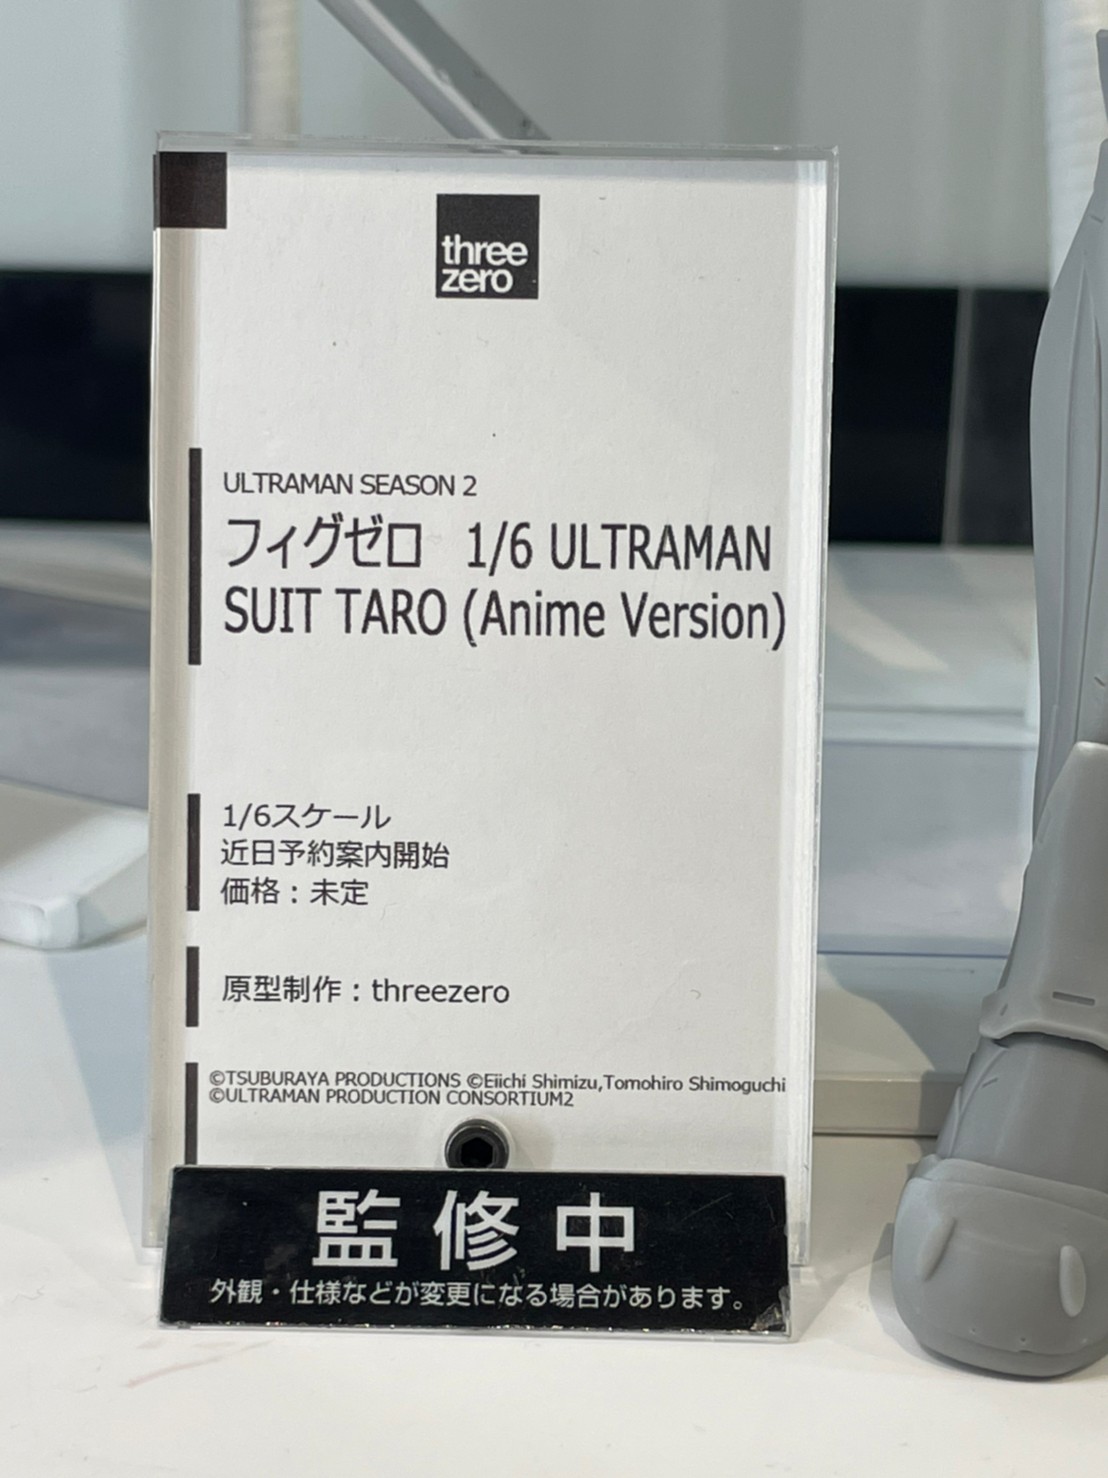 three
zero
ULTRAMAN SEASON 2
フィグゼロ 1/6 ULTRAMAN
SUIT TARO (Anime Version)
1/6スケール
近日予約案内開始
価格：未定
原型制作：threezero
©TSUBURAYA PRODUCTIONS ©Eiichi Shimizu,Tomohiro Shimoguchi
©ULTRAMAN PRODUCTION CONSORTIUM2
監修中
外観・仕様などが変更になる場合があります。